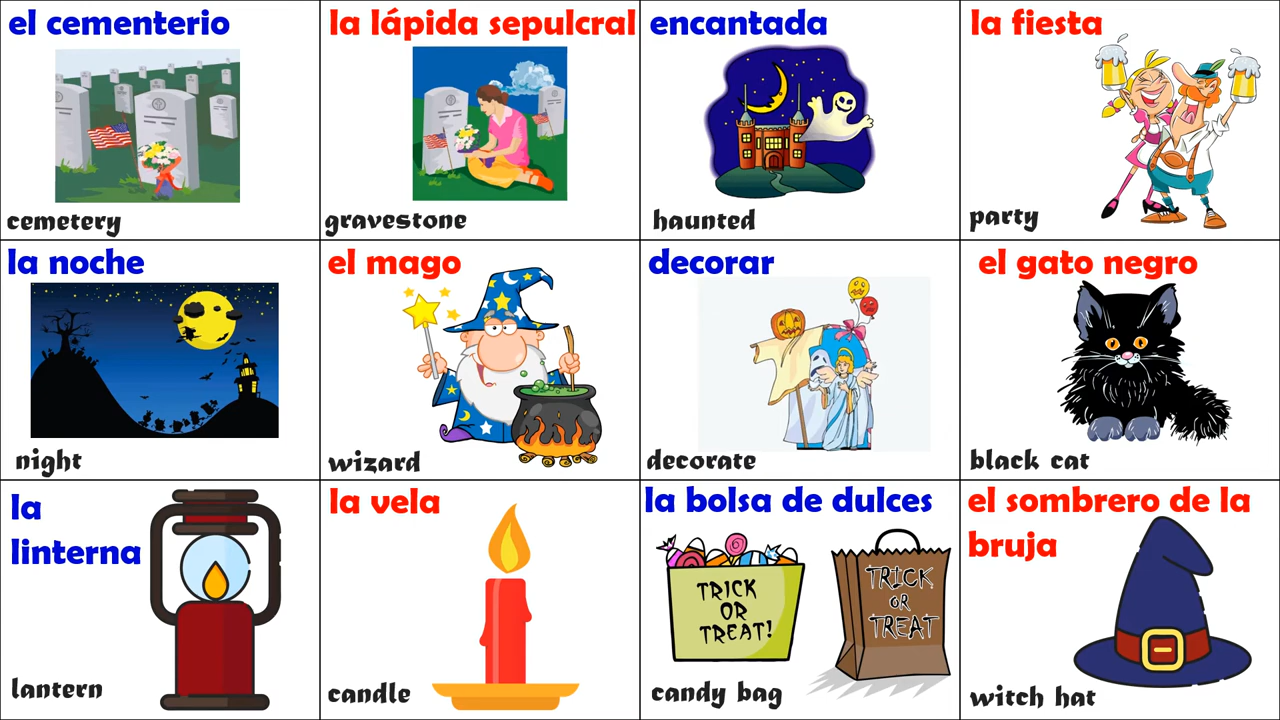 el cementerio
cemetery
la lápida sepulcral
gravestone
encantada
haunted
la fiesta
party
la noche
night
el mago
wizard
decorar
decorate
el gato negro
black cat
la
linterna
lantern
la vela
candle
la bolsa de dulces
TRICK
OR
TREAT!
TRICK
OR
TREAT
candy bag
el sombrero de la
bruja
witch hat